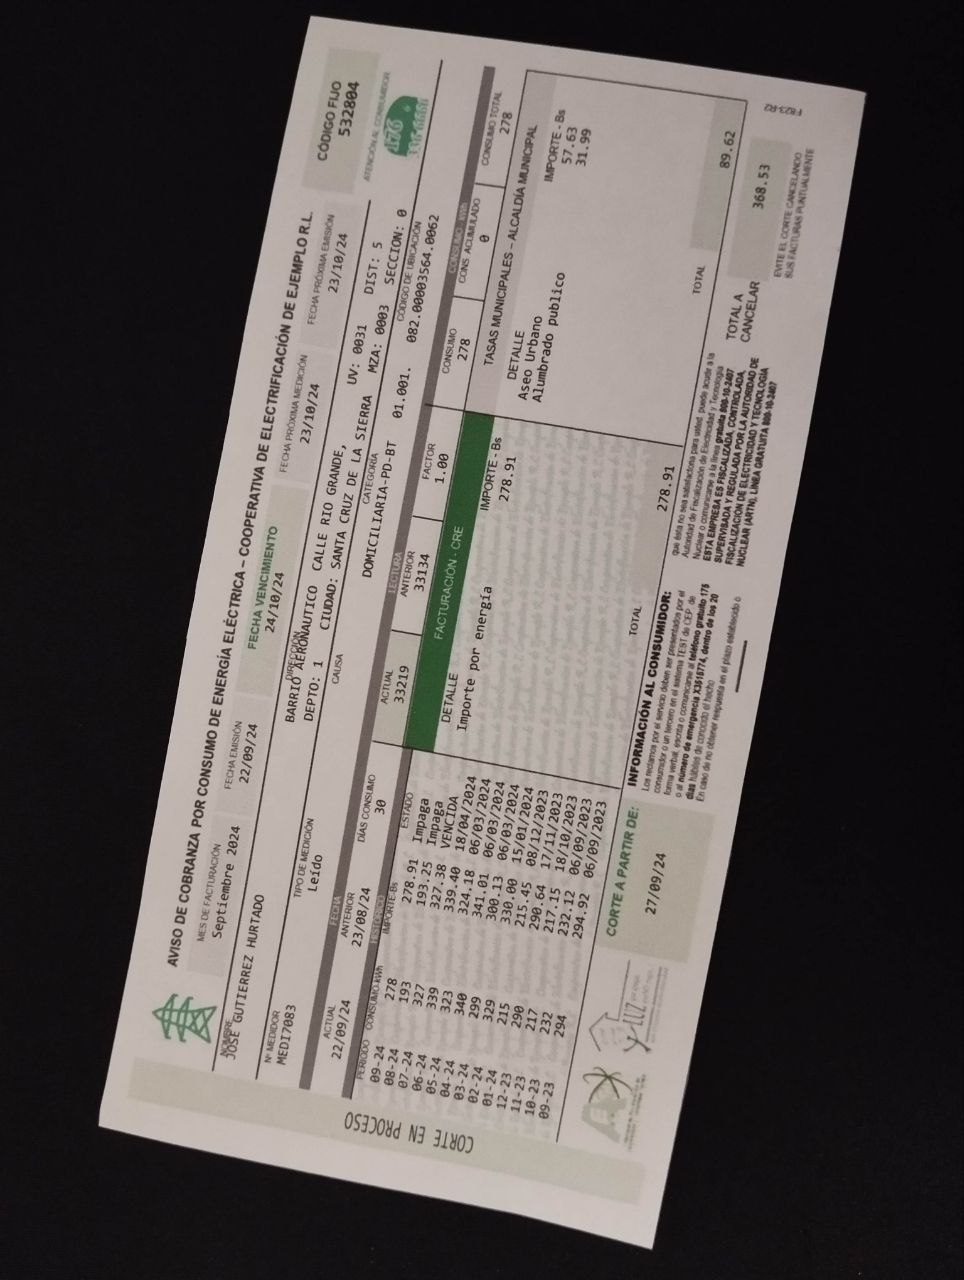 AVISO DE COBRANZA POR CONSUMO DE ENERGÍA ELÉCTRICA – COOPERATIVA DE ELECTRIFICACIÓN DE EJEMPLO R.L.
CÓDIGO FIJO
532804
MES DE FACTURACIÓN
Septiembre 2024
FECHA EMISIÓN
22/09/24
FECHA VENCIMIENTO
24/10/24
FECHA PRÓXIMA MEDICIÓN
23/10/24
FECHA PRÓXIMA EMISIÓN
23/10/24
ATENCIÓN AL CONSUMIDOR
176
NOMBRE
JOSE GUTIERREZ HURTADO
DIRECCIÓN
BARRIO AERONAUTICO CALLE RIO GRANDE, UV: 0031 DIST: 5
DEPTO: 1 CIUDAD: SANTA CRUZ DE LA SIERRA MZA: 0003 SECCION: 0
Nº MEDIDOR
MEDI7083
TIPO DE MEDICIÓN
Leído
CAUSA
CATEGORÍA
DOMICILIARIA-PD-BT
CÓDIGO DE UBICACIÓN
01.001. 082.00003564.0062
FECHA
LECTURA
CONSUMO - kWh
ACTUAL
22/09/24
ANTERIOR
23/08/24
DÍAS CONSUMO
30
ACTUAL
33219
ANTERIOR
33134
FACTOR
1.00
CONSUMO
278
CONS ACUMULADO
0
CONSUMO TOTAL
278
PERIODO CONSUMO-kWh IMPORTE-Bs ESTADO
09-24 278 278.91 Impaga
08-24 193 193.25 Impaga
07-24 327 327.38 VENCIDA
06-24 339 339.40 18/04/2024
05-24 323 324.18 06/03/2024
04-24 340 341.01 06/03/2024
03-24 299 300.13 06/03/2024
02-24 329 330.00 15/01/2024
01-24 215 215.45 08/12/2023
12-23 290 290.64 17/11/2023
11-23 217 217.15 18/10/2023
10-23 232 232.12 06/09/2023
09-23 294 294.92 06/09/2023
FACTURACIÓN - CRE
DETALLE IMPORTE - Bs
Importe por energía 278.91
TOTAL 278.91
TASAS MUNICIPALES – ALCALDÍA MUNICIPAL
DETALLE IMPORTE - Bs
Aseo Urbano 57.63
Alumbrado publico 31.99
TOTAL 89.62
CORTE A PARTIR DE:
27/09/24
INFORMACIÓN AL CONSUMIDOR:
Los reclamos por el servicio deben ser presentados por el
consumidor o un tercero en el sistema TEST de CEP, de
forma verbal, escrita o comunicarse al teléfono gratuito 176
o al número de emergencia X3515774, dentro de los 20
días hábiles de conocido el hecho
En caso de no obtener respuesta en el plazo establecido o
que ésta no sea satisfactoria para usted, puede acudir a la
Autoridad de Fiscalización de Electricidad y Tecnología
Nuclear o comunicarse a la línea gratuita 800-10-2407
ESTA EMPRESA ES FISCALIZADA, CONTROLADA,
SUPERVISADA Y REGULADA POR LA AUTORIDAD DE
FISCALIZACIÓN DE ELECTRICIDAD Y TECNOLOGÍA
NUCLEAR (ARTN), LÍNEA GRATUITA 800-10-2407
TOTAL A
CANCELAR
368.53
EVITE EL CORTE CANCELANDO
SUS FACTURAS PUNTUALMENTE
F823-R2
CORTE EN PROCESO